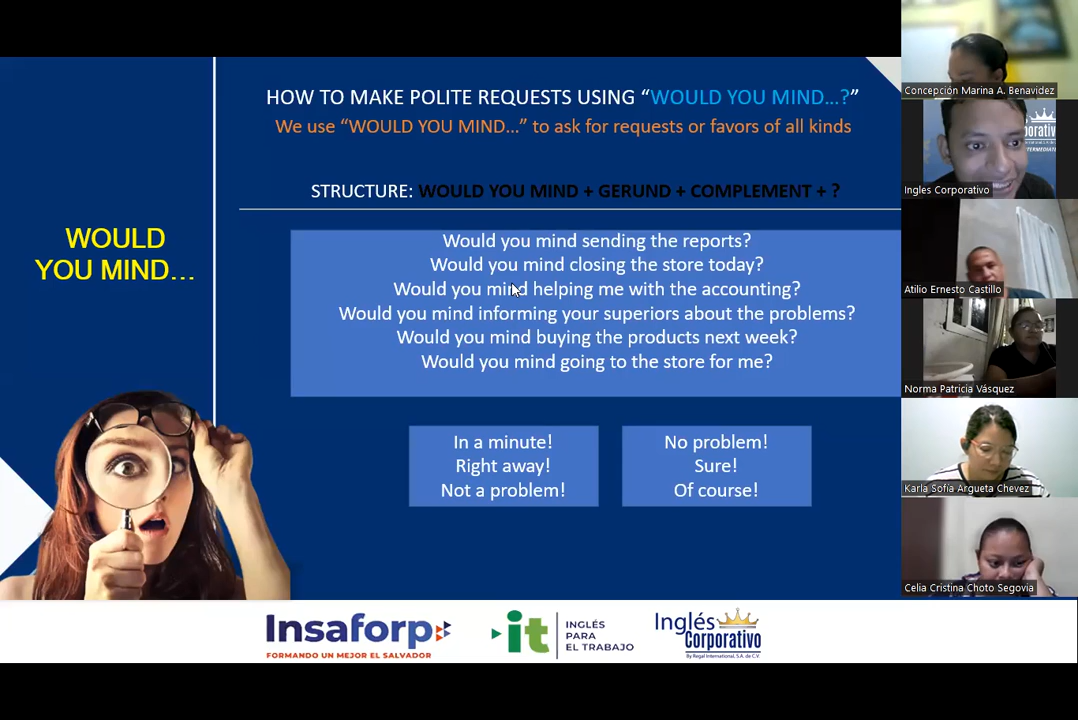 HOW TO MAKE POLITE REQUESTS USING “WOULD YOU MIND...?”
We use “WOULD YOU MIND...” to ask for requests or favors of all kinds
STRUCTURE: WOULD YOU MIND + GERUND + COMPLEMENT + ?
WOULD
YOU MIND...
Would you mind sending the reports?
Would you mind closing the store today?
Would you mind helping me with the accounting?
Would you mind informing your superiors about the problems?
Would you mind buying the products next week?
Would you mind going to the store for me?
In a minute!
Right away!
Not a problem!
No problem!
Sure!
Of course!
Insaforp
FORMANDO UN MEJOR EL SALVADOR
it
INGLÉS
PARA
EL TRABAJO
Inglés
Corporativo
By Regal International, S.A. de C.V.
Concepción Marina A. Benavidez
Ingles Corporativo
Atilio Ernesto Castillo
Norma Patricia Vásquez
Karla Sofía Argueta Chevez
Celia Cristina Choto Segovia